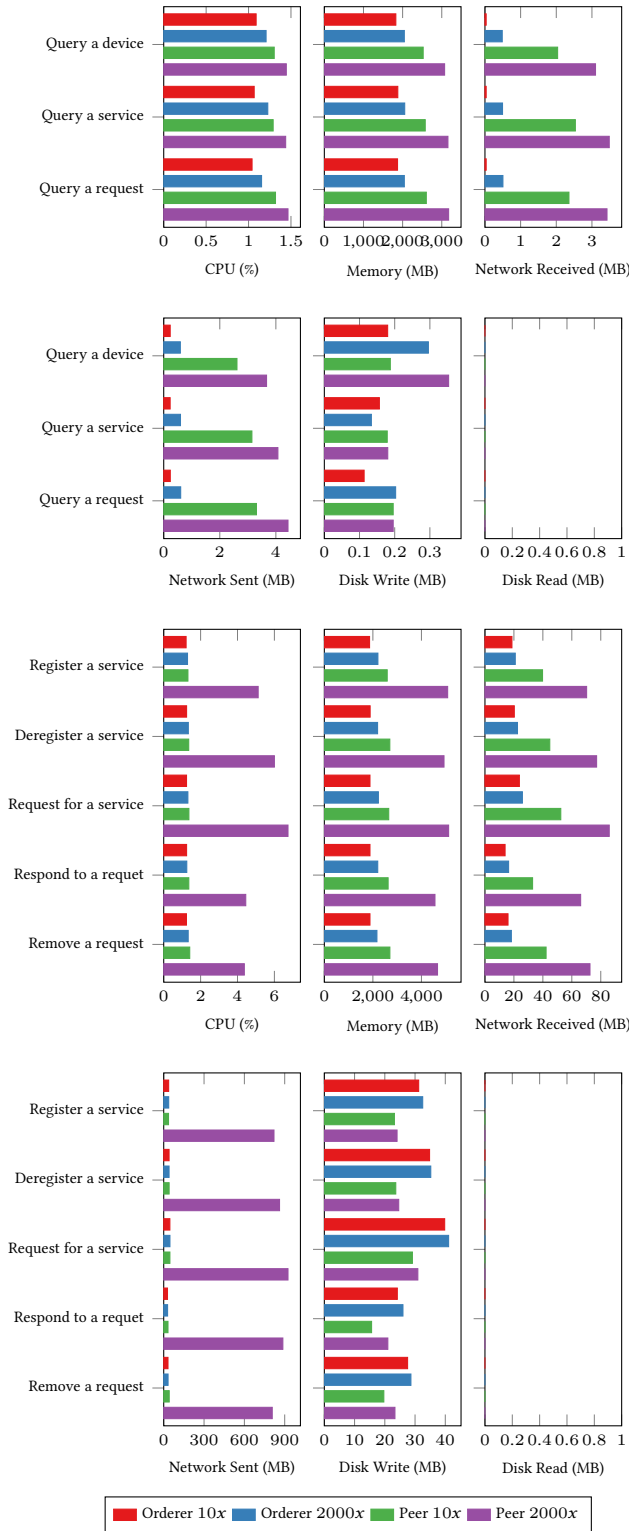 Query a device
Query a service
Query a request
0 0.5 1 1.5
CPU (%)
0 1,000 2,000 3,000
Memory (MB)
0 1 2 3
Network Received (MB)
Query a device
Query a service
Query a request
0 2 4
Network Sent (MB)
0 0.1 0.2 0.3
Disk Write (MB)
0 0.2 0.4 0.6 0.8 1
Disk Read (MB)
Register a service
Deregister a service
Request for a service
Respond to a requet
Remove a request
0 2 4 6
CPU (%)
0 2,000 4,000
Memory (MB)
0 20 40 60 80
Network Received (MB)
Register a service
Deregister a service
Request for a service
Respond to a requet
Remove a request
0 300 600 900
Network Sent (MB)
0 10 20 30 40
Disk Write (MB)
0 0.2 0.4 0.6 0.8 1
Disk Read (MB)
Orderer 10x Orderer 2000x Peer 10x Peer 2000x